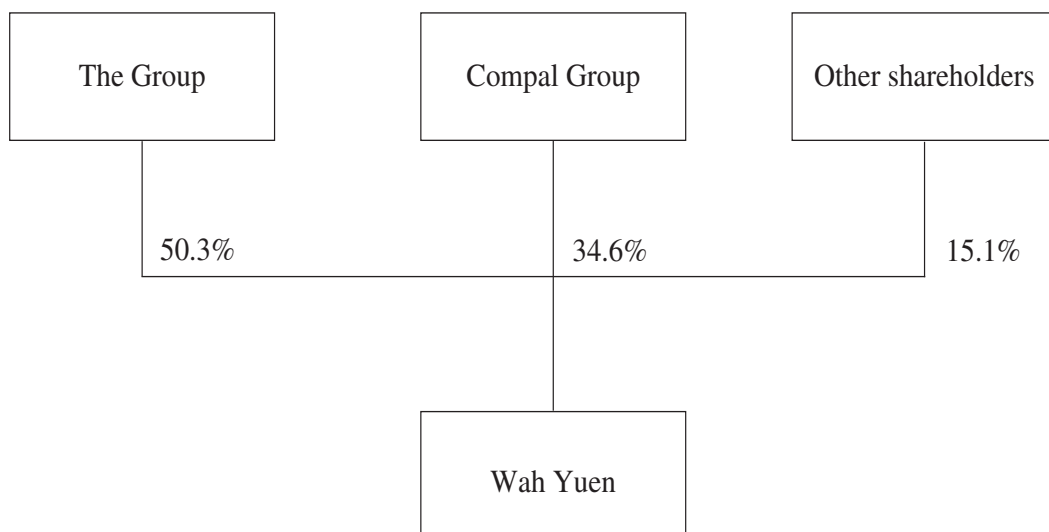 The Group
Compal Group
Other shareholders
50.3%
34.6%
15.1%
Wah Yuen